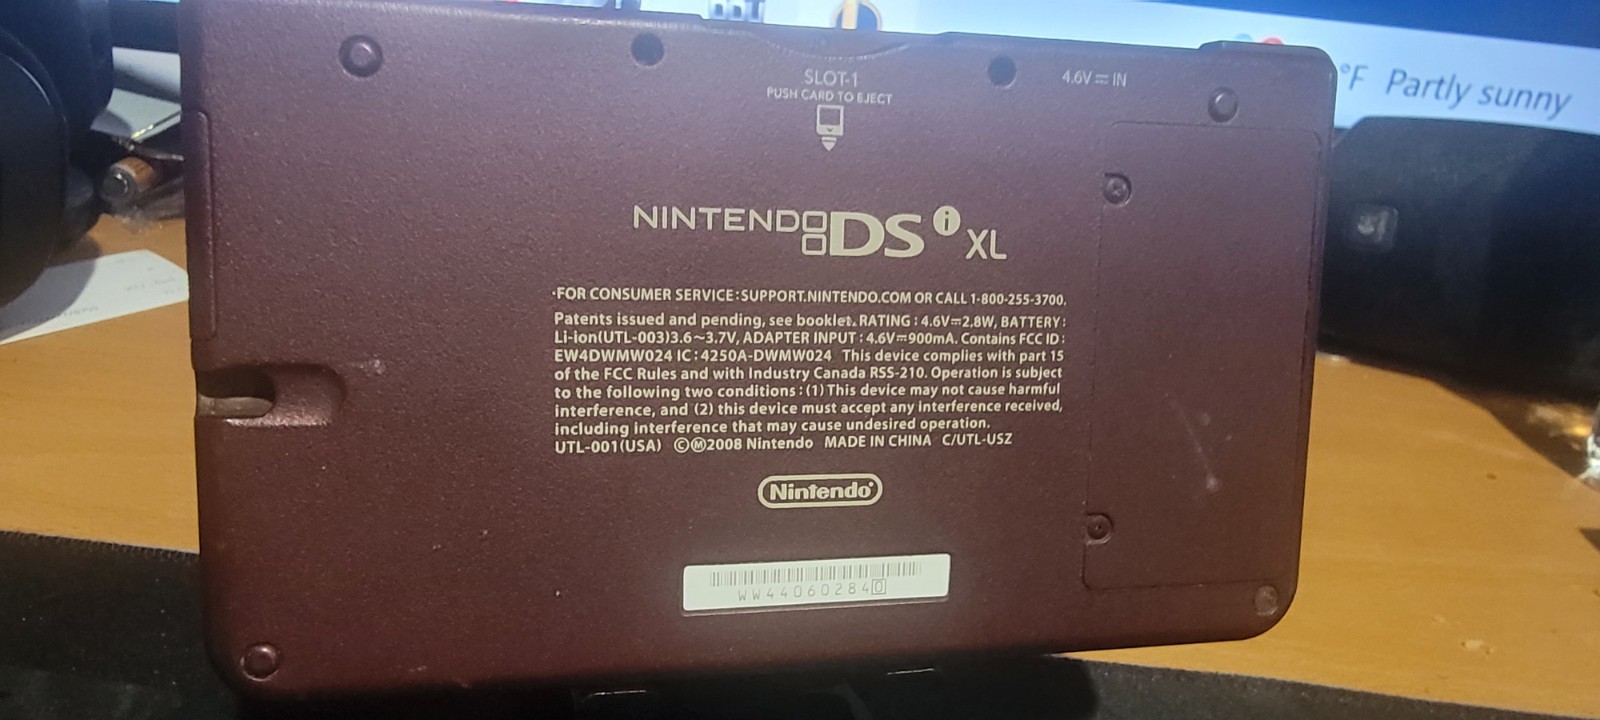 °F Partly sunny
SLOT-1
PUSH CARD TO EJECT
4.6V⎓IN
NINTENDO DS i XL
·FOR CONSUMER SERVICE:SUPPORT.NINTENDO.COM OR CALL 1-800-255-3700.
Patents issued and pending, see booklet. RATING:4.6V⎓2.8W, BATTERY:
Li-ion(UTL-003)3.6~3.7V, ADAPTER INPUT:4.6V⎓900mA. Contains FCC ID:
EW4DWMW024 IC:4250A-DWMW024 This device complies with part 15
of the FCC Rules and with Industry Canada RSS-210. Operation is subject
to the following two conditions:(1)This device may not cause harmful
interference, and (2) this device must accept any interference received,
including interference that may cause undesired operation.
UTL-001(USA) ©Ⓜ2008 Nintendo MADE IN CHINA C/UTL-USZ
Nintendo
WW440602840